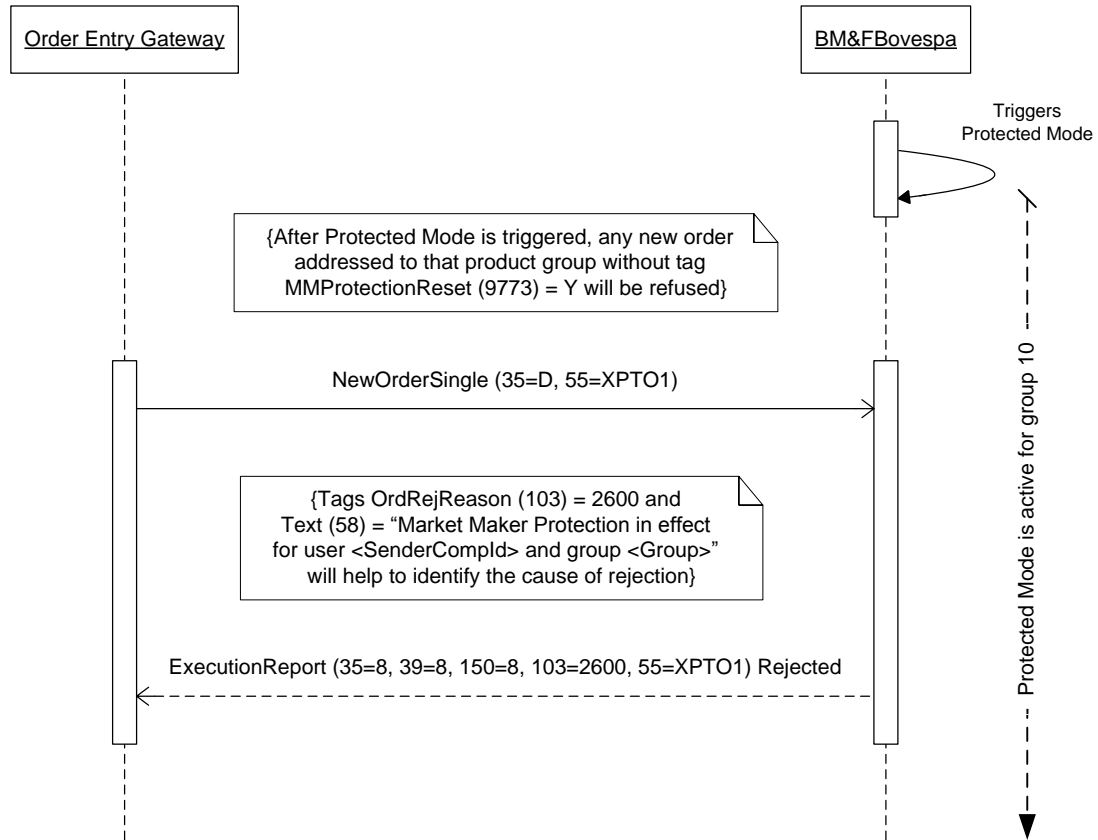 Order Entry Gateway
BM&FBovespa
Triggers
Protected Mode
{After Protected Mode is triggered, any new order
addressed to that product group without tag
MMProtectionReset (9773) = Y will be refused}
NewOrderSingle (35=D, 55=XPTO1)
{Tags OrdRejReason (103) = 2600 and
Text (58) = “Market Maker Protection in effect
for user <SenderCompId> and group <Group>”
will help to identify the cause of rejection}
ExecutionReport (35=8, 39=8, 150=8, 103=2600, 55=XPTO1) Rejected
Protected Mode is active for group 10